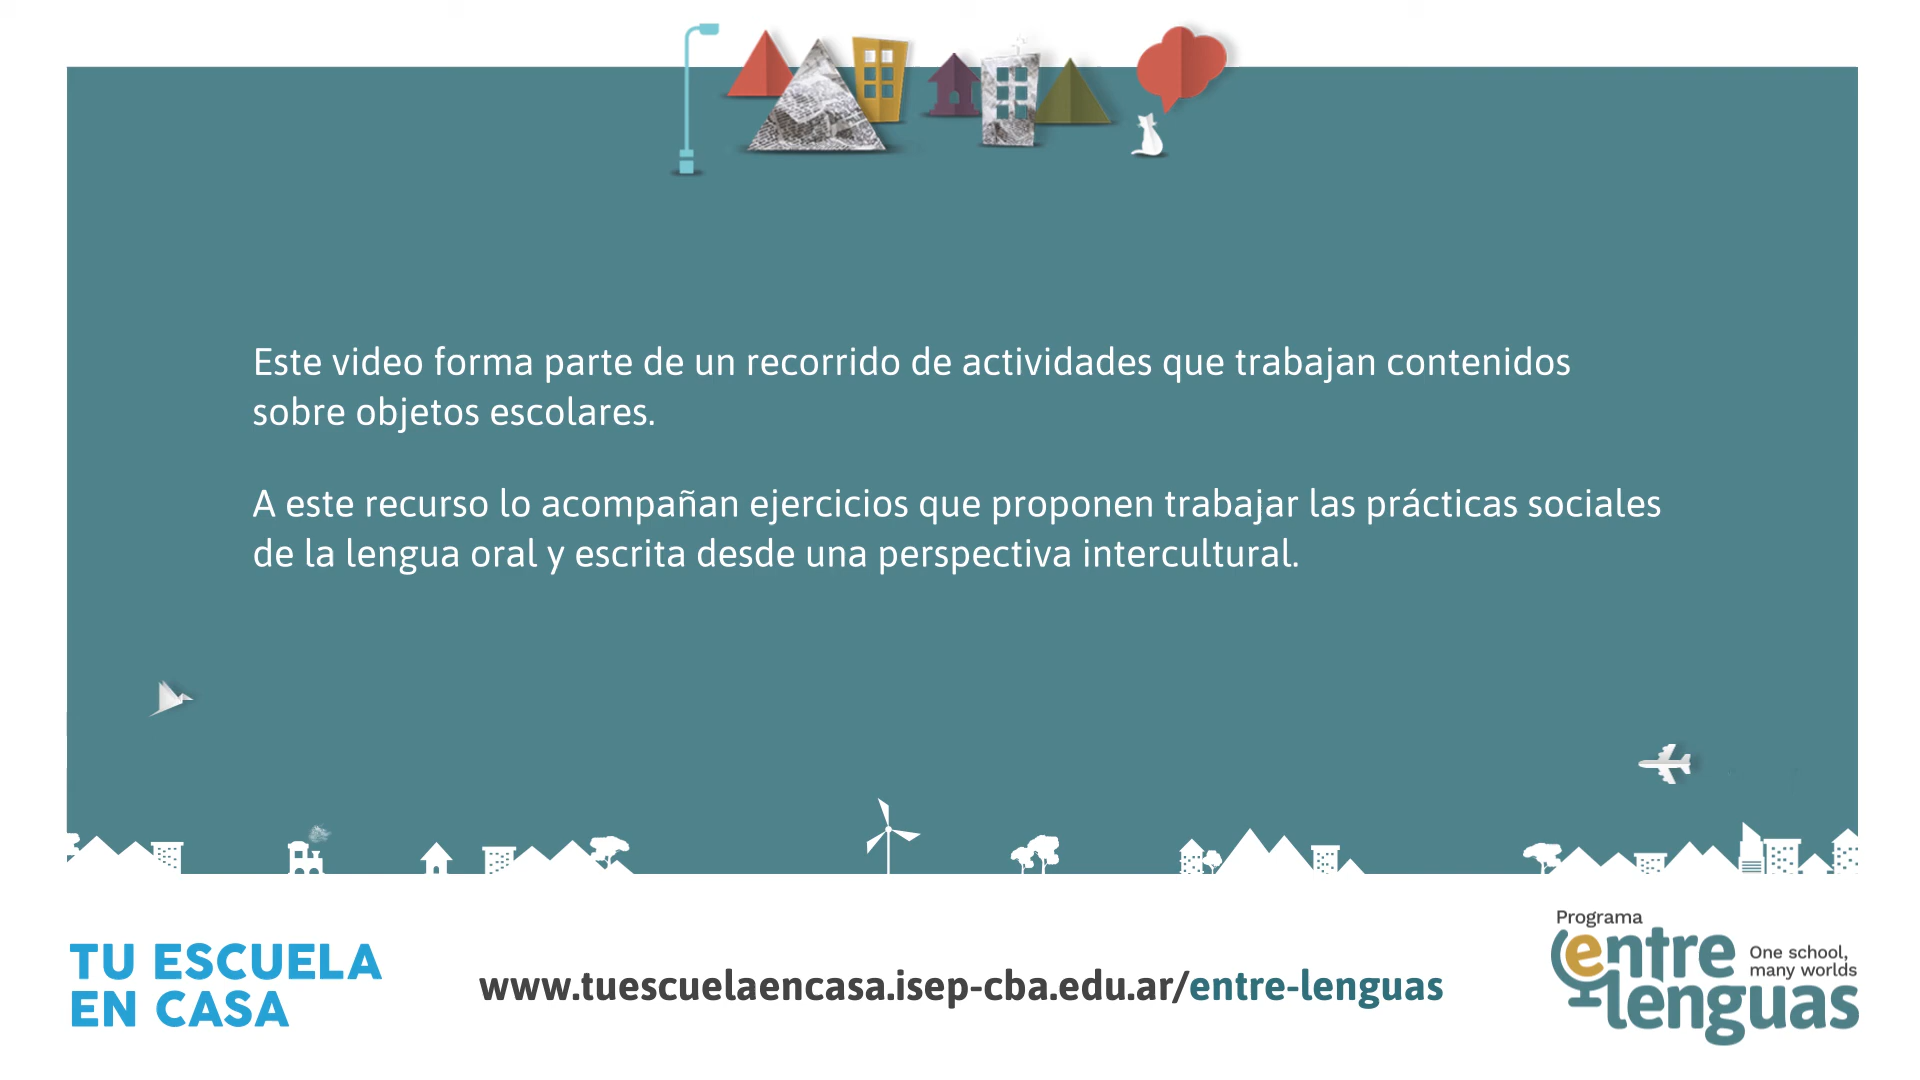 Este video forma parte de un recorrido de actividades que trabajan contenidos
sobre objetos escolares.
A este recurso lo acompañan ejercicios que proponen trabajar las prácticas sociales
de la lengua oral y escrita desde una perspectiva intercultural.
TU ESCUELA
EN CASA
www.tuescuelaencasa.isep-cba.edu.ar/entre-lenguas
Programa
entre
lenguas
One school,
many worlds